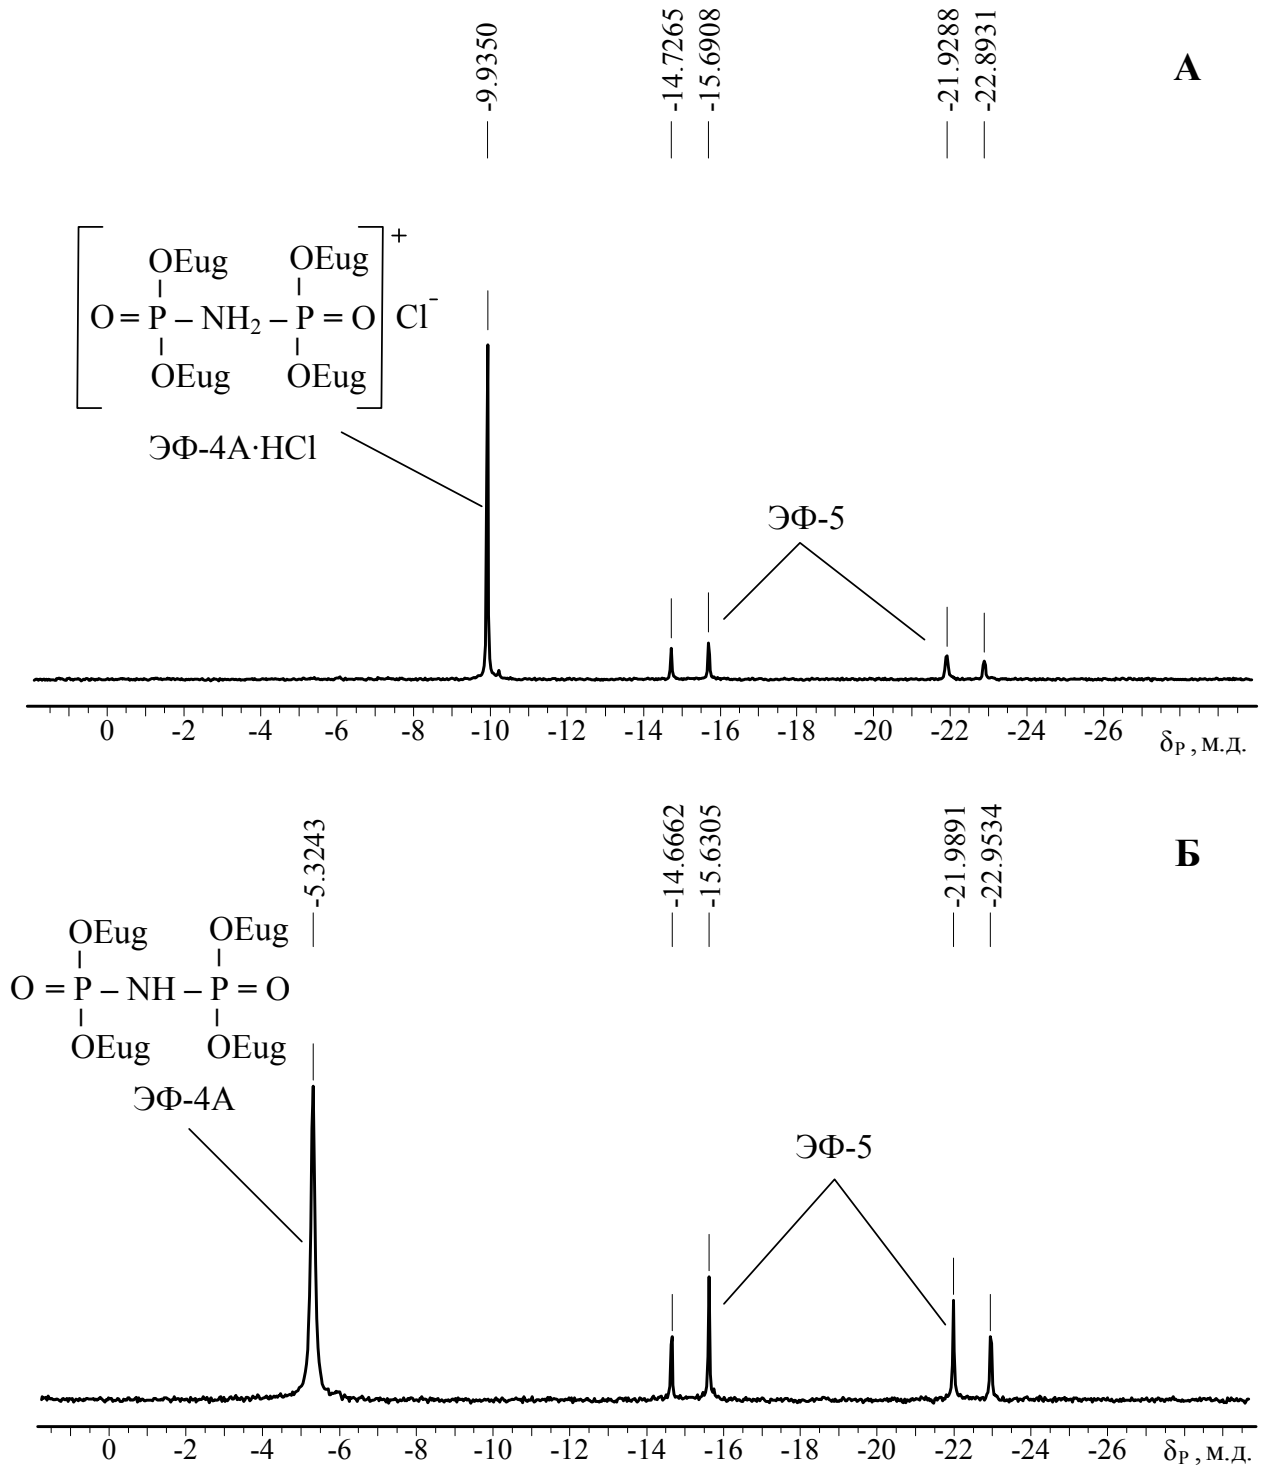 -9.9350
-14.7265
-15.6908
-21.9288
-22.8931
А
+
OEug OEug
O = P – NH₂ – P = O Cl⁻
OEug OEug
ЭФ-4А·HCl
ЭФ-5
0 -2 -4 -6 -8 -10 -12 -14 -16 -18 -20 -22 -24 -26
δP , м.д.
-5.3243
-14.6662
-15.6305
-21.9891
-22.9534
Б
OEug OEug
O = P – NH – P = O
OEug OEug
ЭФ-4А
ЭФ-5
0 -2 -4 -6 -8 -10 -12 -14 -16 -18 -20 -22 -24 -26 δP , м.д.